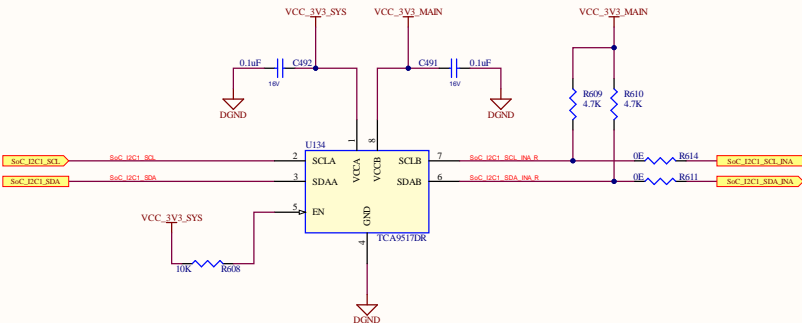 VCC_3V3_SYS
VCC_3V3_MAIN
VCC_3V3_MAIN
0.1uF
C492
16V
C491
0.1uF
16V
DGND
DGND
R609
4.7K
R610
4.7K
U134
1
8
SoC_I2C1_SCL
SoC_I2C1_SCL
2
SCLA
VCCA
VCCB
SCLB
7
SoC_I2C1_SCL_INA_R
0E
R614
SoC_I2C1_SCL_INA
SoC_I2C1_SDA
SoC_I2C1_SDA
3
SDAA
SDAB
6
SoC_I2C1_SDA_INA_R
0E
R611
SoC_I2C1_SDA_INA
VCC_3V3_SYS
5
EN
GND
4
TCA9517DR
10K
R608
DGND